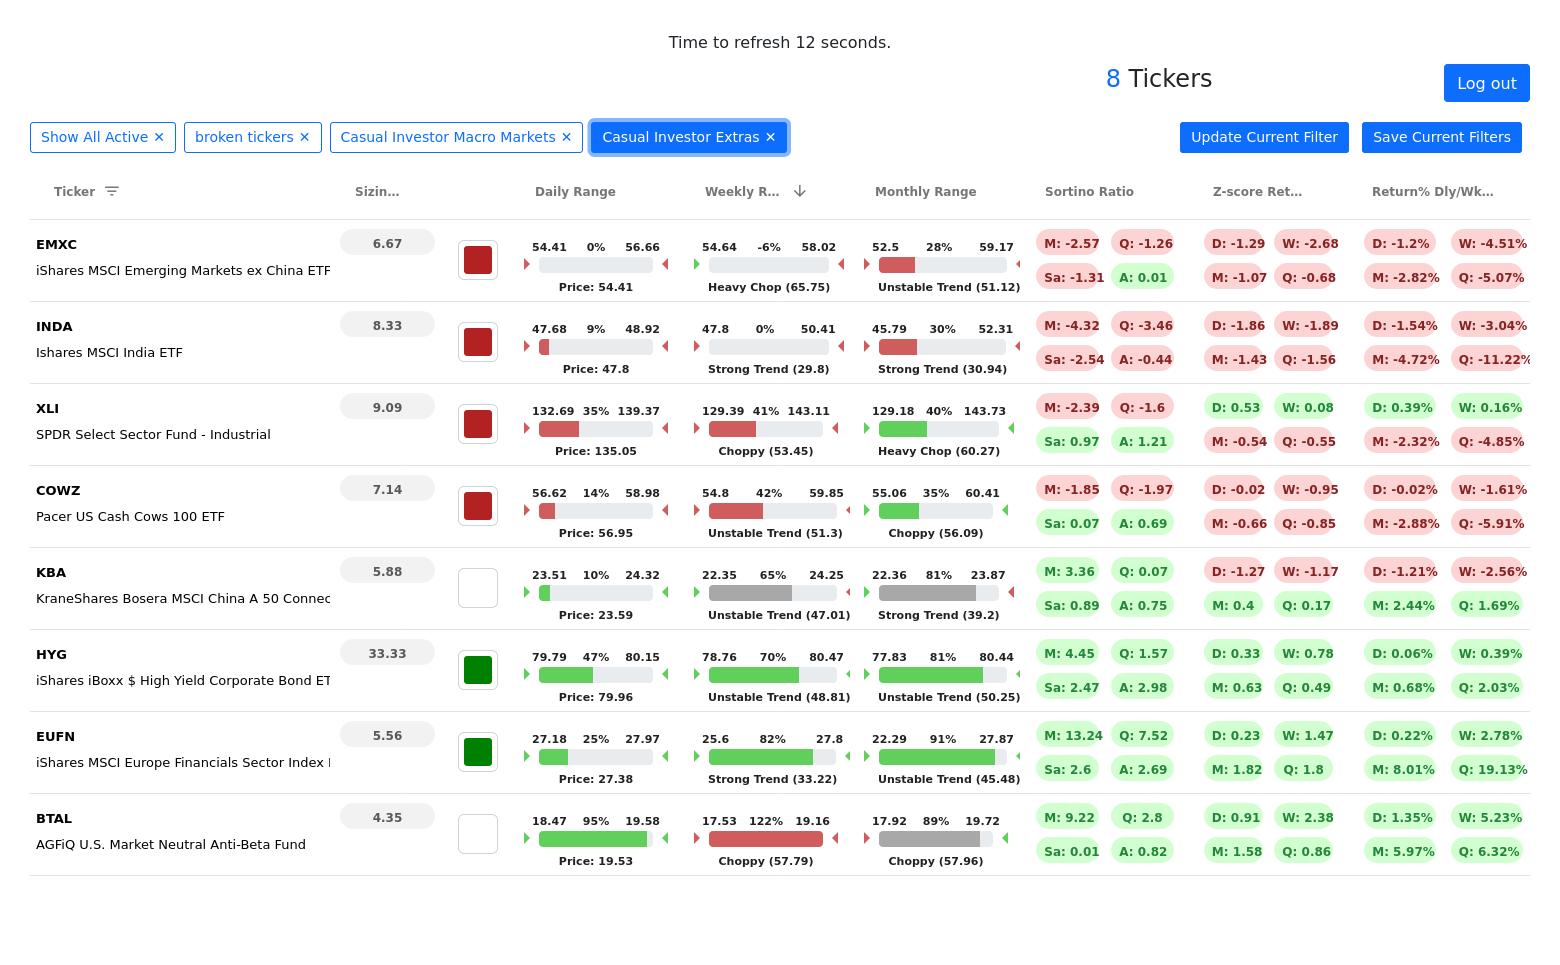 Time to refresh 12 seconds.
8 Tickers
Log out
Show All Active ✕ broken tickers ✕ Casual Investor Macro Markets ✕ Casual Investor Extras ✕ Update Current Filter Save Current Filters
Ticker Sizin... Daily Range Weekly R... Monthly Range Sortino Ratio Z-score Ret... Return% Dly/Wk...
EMXC 6.67 54.41 0% 56.66 54.64 -6% 58.02 52.5 28% 59.17 M: -2.57 Q: -1.26 D: -1.29 W: -2.68 D: -1.2% W: -4.51%
iShares MSCI Emerging Markets ex China ETF Sa: -1.31 A: 0.01 M: -1.07 Q: -0.68 M: -2.82% Q: -5.07%
Price: 54.41 Heavy Chop (65.75) Unstable Trend (51.12)
INDA 8.33 47.68 9% 48.92 47.8 0% 50.41 45.79 30% 52.31 M: -4.32 Q: -3.46 D: -1.86 W: -1.89 D: -1.54% W: -3.04%
Ishares MSCI India ETF Sa: -2.54 A: -0.44 M: -1.43 Q: -1.56 M: -4.72% Q: -11.22%
Price: 47.8 Strong Trend (29.8) Strong Trend (30.94)
XLI 9.09 132.69 35% 139.37 129.39 41% 143.11 129.18 40% 143.73 M: -2.39 Q: -1.6 D: 0.53 W: 0.08 D: 0.39% W: 0.16%
SPDR Select Sector Fund - Industrial Sa: 0.97 A: 1.21 M: -0.54 Q: -0.55 M: -2.32% Q: -4.85%
Price: 135.05 Choppy (53.45) Heavy Chop (60.27)
COWZ 7.14 56.62 14% 58.98 54.8 42% 59.85 55.06 35% 60.41 M: -1.85 Q: -1.97 D: -0.02 W: -0.95 D: -0.02% W: -1.61%
Pacer US Cash Cows 100 ETF Sa: 0.07 A: 0.69 M: -0.66 Q: -0.85 M: -2.88% Q: -5.91%
Price: 56.95 Unstable Trend (51.3) Choppy (56.09)
KBA 5.88 23.51 10% 24.32 22.35 65% 24.25 22.36 81% 23.87 M: 3.36 Q: 0.07 D: -1.27 W: -1.17 D: -1.21% W: -2.56%
KraneShares Bosera MSCI China A 50 Connec Sa: 0.89 A: 0.75 M: 0.4 Q: 0.17 M: 2.44% Q: 1.69%
Price: 23.59 Unstable Trend (47.01) Strong Trend (39.2)
HYG 33.33 79.79 47% 80.15 78.76 70% 80.47 77.83 81% 80.44 M: 4.45 Q: 1.57 D: 0.33 W: 0.78 D: 0.06% W: 0.39%
iShares iBoxx $ High Yield Corporate Bond ET Sa: 2.47 A: 2.98 M: 0.63 Q: 0.49 M: 0.68% Q: 2.03%
Price: 79.96 Unstable Trend (48.81) Unstable Trend (50.25)
EUFN 5.56 27.18 25% 27.97 25.6 82% 27.8 22.29 91% 27.87 M: 13.24 Q: 7.52 D: 0.23 W: 1.47 D: 0.22% W: 2.78%
iShares MSCI Europe Financials Sector Index Sa: 2.6 A: 2.69 M: 1.82 Q: 1.8 M: 8.01% Q: 19.13%
Price: 27.38 Strong Trend (33.22) Unstable Trend (45.48)
BTAL 4.35 18.47 95% 19.58 17.53 122% 19.16 17.92 89% 19.72 M: 9.22 Q: 2.8 D: 0.91 W: 2.38 D: 1.35% W: 5.23%
AGFiQ U.S. Market Neutral Anti-Beta Fund Sa: 0.01 A: 0.82 M: 1.58 Q: 0.86 M: 5.97% Q: 6.32%
Price: 19.53 Choppy (57.79) Choppy (57.96)